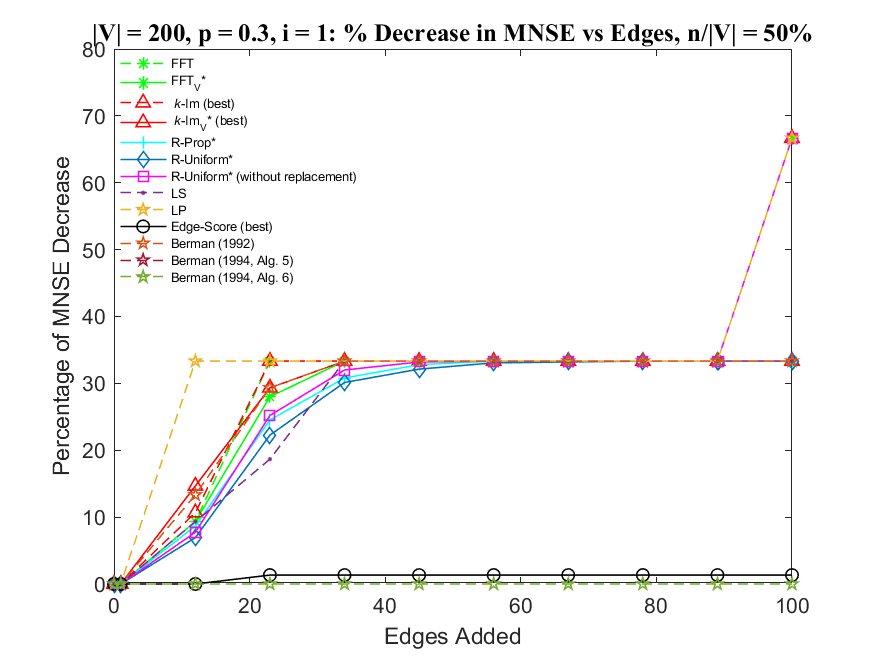 |V| = 200, p = 0.3, i = 1: % Decrease in MNSE vs Edges, n/|V| = 50%
80
70
60
50
40
30
20
10
0
Percentage of MNSE Decrease
FFT
FFT_V*
k-lm (best)
k-lm_V* (best)
R-Prop*
R-Uniform*
R-Uniform* (without replacement)
LS
LP
Edge-Score (best)
Berman (1992)
Berman (1994, Alg. 5)
Berman (1994, Alg. 6)
0 20 40 60 80 100
Edges Added